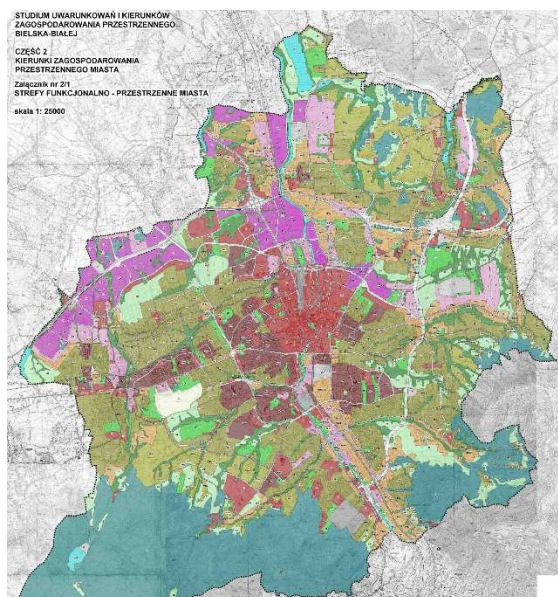 STUDIUM UWARUNKOWAŃ I KIERUNKÓW
ZAGOSPODAROWANIA PRZESTRZENNEGO
BIELSKA-BIAŁEJ
CZĘŚĆ 2
KIERUNKI ZAGOSPODAROWANIA
PRZESTRZENNEGO MIASTA
Załącznik nr 2/1
STREFY FUNKCJONALNO - PRZESTRZENNE MIASTA
skala 1: 25000